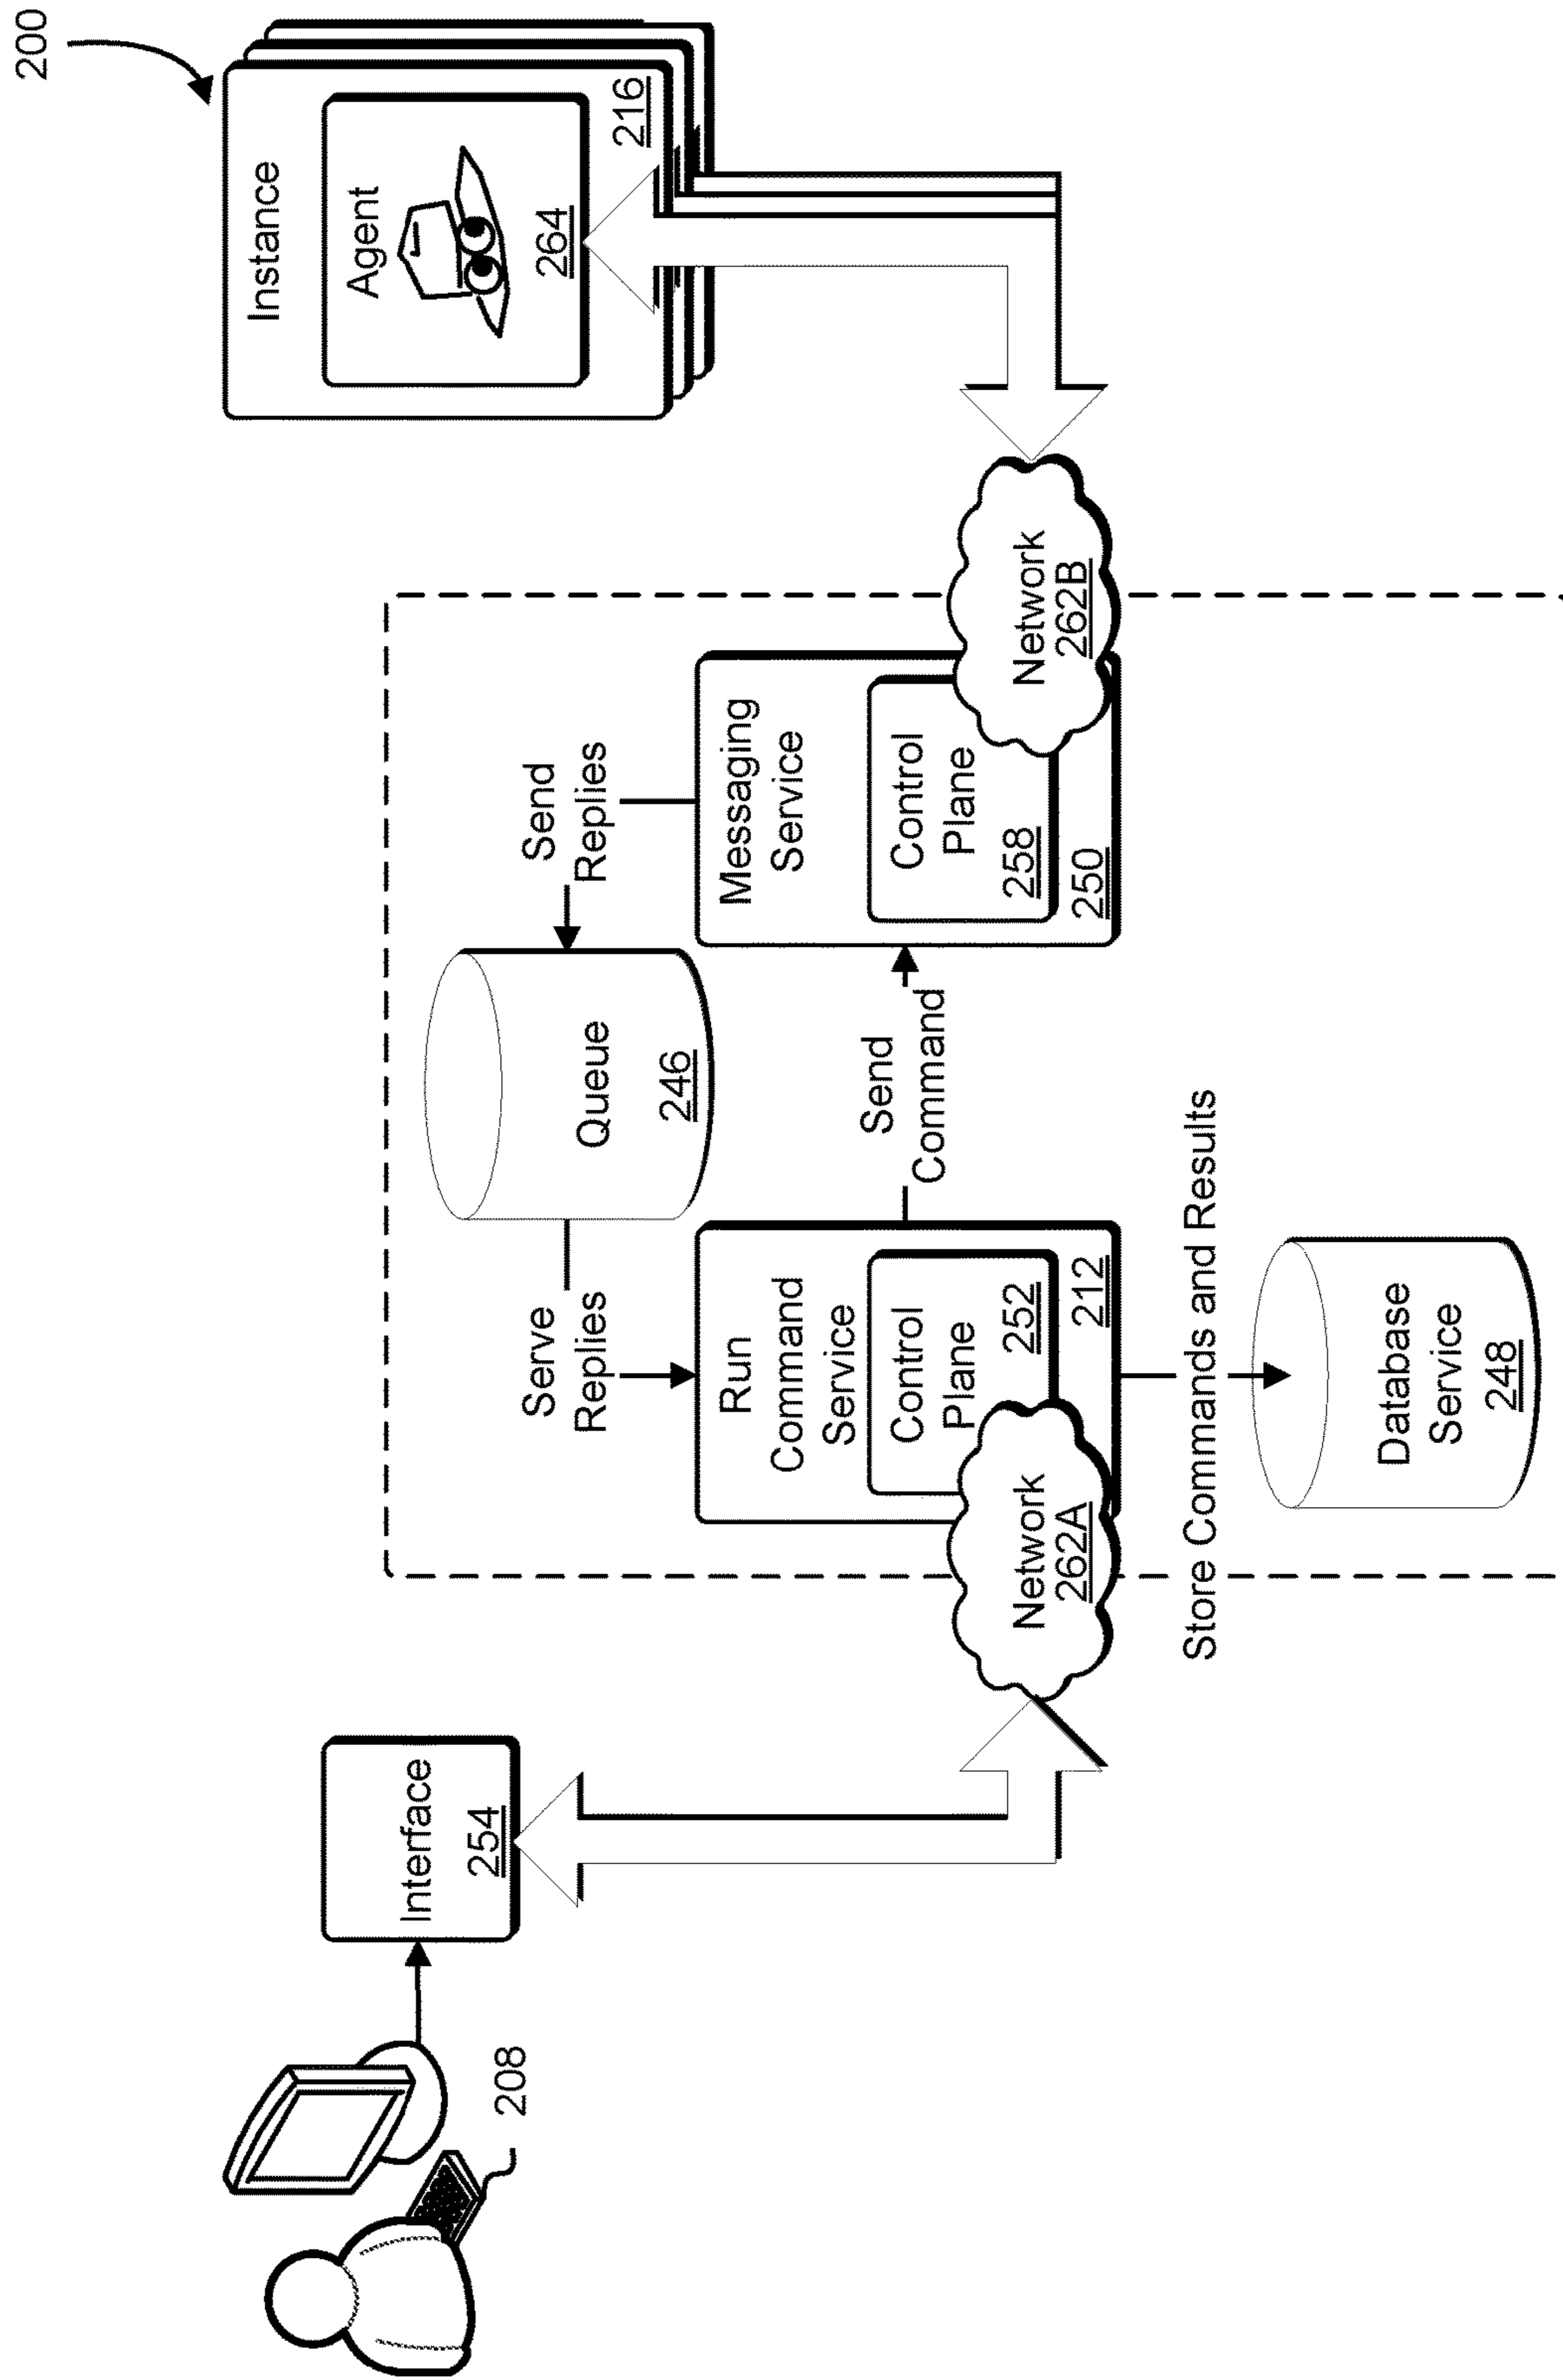 200
Instance
Agent
264
216
208
Interface
254
Serve
Replies
Queue
246
Send
Replies
Run
Command
Service
Control
Plane
252
212
Send
Command
Messaging
Service
Control
Plane
258
250
Network
262A
Network
262B
Store Commands and Results
Database
Service
248